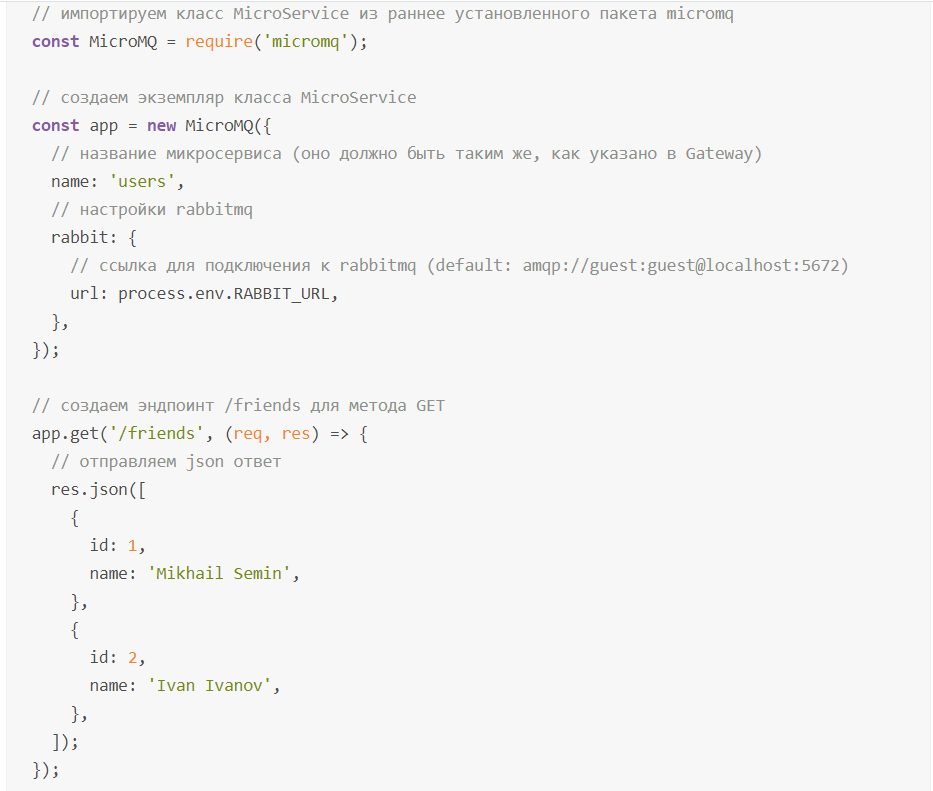 // импортируем класс MicroService из раннее установленного пакета micromq
const MicroMQ = require('micromq');
// создаем экземпляр класса MicroService
const app = new MicroMQ({
// название микросервиса (оно должно быть таким же, как указано в Gateway)
name: 'users',
// настройки rabbitmq
rabbit: {
// ссылка для подключения к rabbitmq (default: amqp://guest:guest@localhost:5672)
url: process.env.RABBIT_URL,
},
});
// создаем эндпоинт /friends для метода GET
app.get('/friends', (req, res) => {
// отправляем json ответ
res.json([
{
id: 1,
name: 'Mikhail Semin',
},
{
id: 2,
name: 'Ivan Ivanov',
},
]);
});